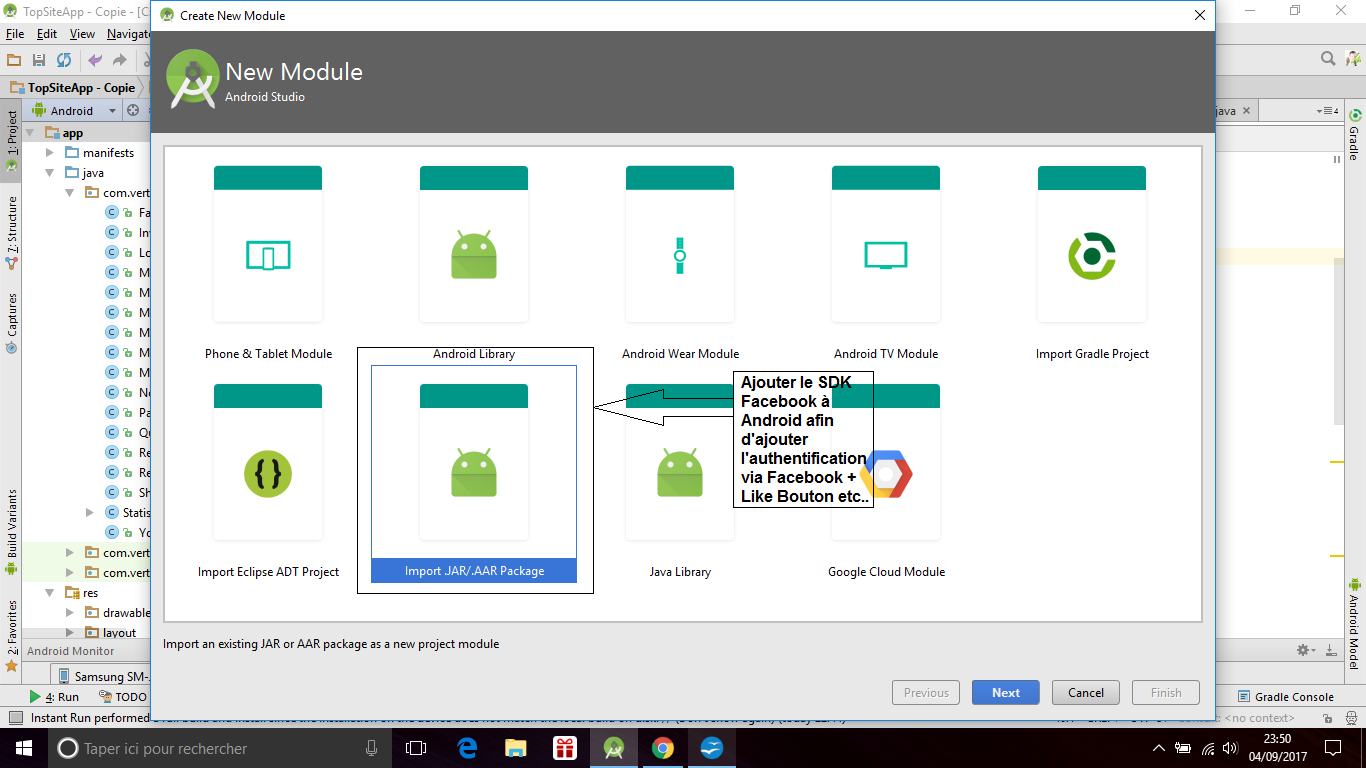 TopSiteApp - Copie - [C
Create New Module
File Edit View Navigate
New Module
Android Studio
TopSiteApp - Copie
Android
java
4
1: Project
7: Structure
Captures
Build Variants
2: Favorites
app
manifests
java
com.vert
Fa
In
Lo
M
M
M
M
M
M
No
Pa
Qu
Re
Re
Sh
Statis
Yo
com.vert
com.vert
res
drawable
layout
Phone & Tablet Module
Android Library
Android Wear Module
Android TV Module
Import Gradle Project
Ajouter le SDK
Facebook à
Android afin
d'ajouter
l'authentification
via Facebook +
Like Bouton etc..
Import Eclipse ADT Project
Import .JAR/.AAR Package
Java Library
Google Cloud Module
Import an existing JAR or AAR package as a new project module
Previous
Next
Cancel
Finish
Gradle
Android Model
Android Monitor
Samsung SM-
4: Run
TODO
Gradle Console
Instant Run performed
<no context>
Taper ici pour rechercher
23:50
04/09/2017